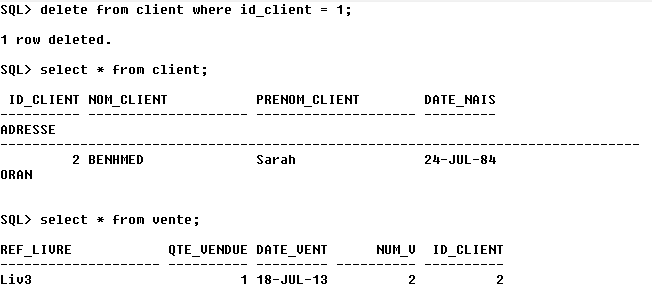 SQL> delete from client where id_client = 1;
1 row deleted.
SQL> select * from client;
ID_CLIENT NOM_CLIENT PRENOM_CLIENT DATE_NAIS
---------- -------------------- -------------------- ---------
ADRESSE
--------------------------------------------------------------------------------
2 BENHMED Sarah 24-JUL-84
ORAN
SQL> select * from vente;
REF_LIVRE QTE_VENDUE DATE_VENT NUM_V ID_CLIENT
-------------------- ---------- --------- ---------- ----------
Liv3 1 18-JUL-13 2 2